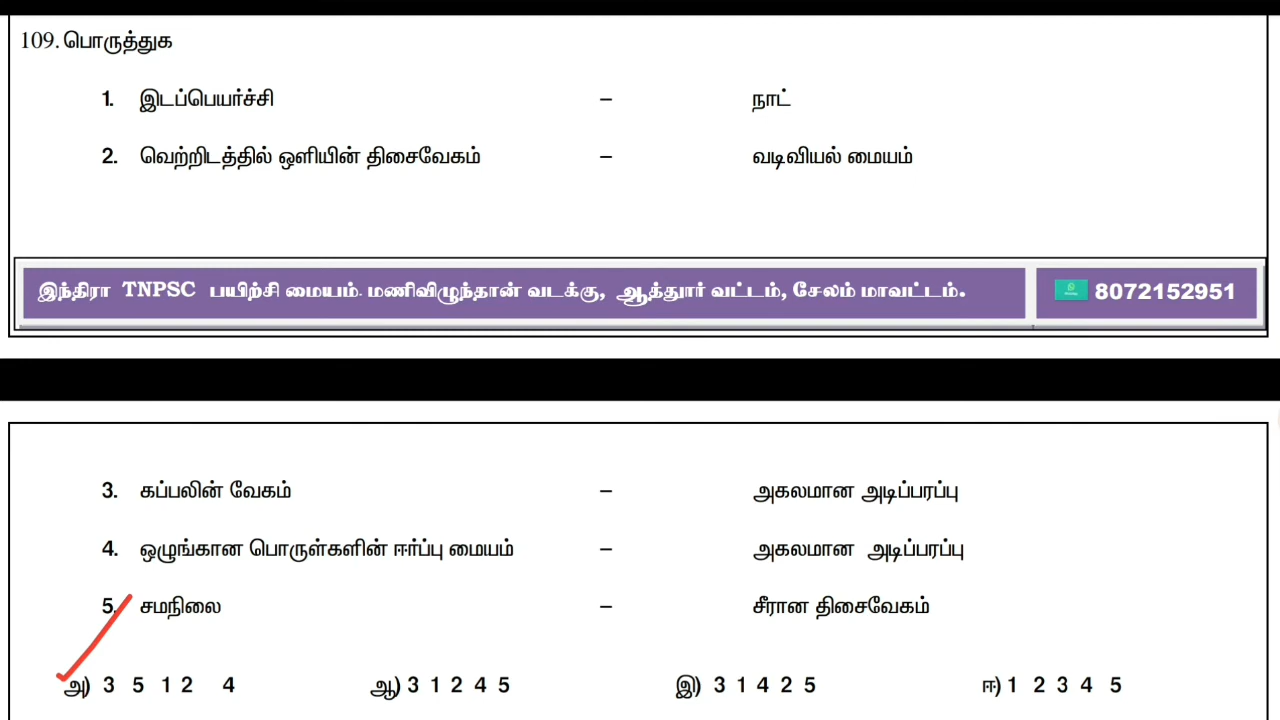 109. பொருத்துக
1. இடப்பெயர்ச்சி – நாட்
2. வெற்றிடத்தில் ஒளியின் திசைவேகம் – வடிவியல் மையம்
இந்திரா TNPSC பயிற்சி மையம். மணிவிழுந்தான் வடக்கு, ஆத்தூர் வட்டம், சேலம் மாவட்டம். 8072152951
3. கப்பலின் வேகம் – அகலமான அடிப்பரப்பு
4. ஒழுங்கான பொருள்களின் ஈர்ப்பு மையம் – அகலமான அடிப்பரப்பு
5. சமநிலை – சீரான திசைவேகம்
அ) 3 5 1 2 4 ஆ) 3 1 2 4 5 இ) 3 1 4 2 5 ஈ) 1 2 3 4 5